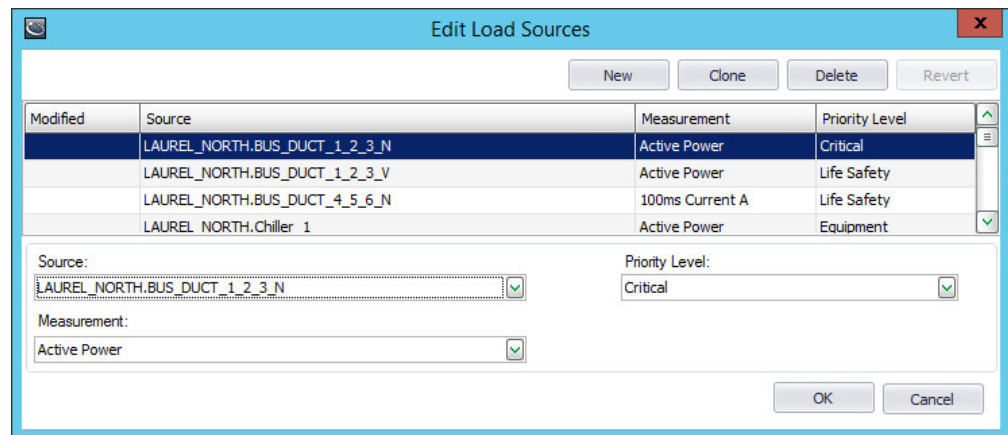 Edit Load Sources
x
New Clone Delete Revert
Modified Source Measurement Priority Level
LAUREL_NORTH.BUS_DUCT_1_2_3_N Active Power Critical
LAUREL_NORTH.BUS_DUCT_1_2_3_V Active Power Life Safety
LAUREL_NORTH.BUS_DUCT_4_5_6_N 100ms Current A Life Safety
LAUREL_NORTH.Chiller_1 Active Power Equipment
Source: Priority Level:
LAUREL_NORTH.BUS_DUCT_1_2_3_N Critical
Measurement:
Active Power
OK Cancel